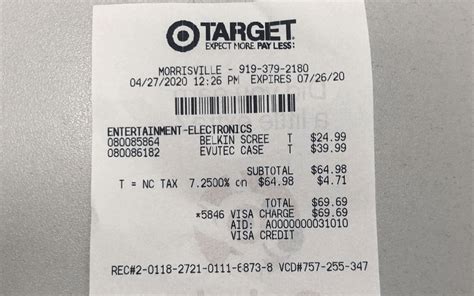 TARGET
EXPECT MORE. PAY LESS.
MORRISVILLE - 919-379-2180
04/27/2020 12:26 PM EXPIRES 07/26/20
ENTERTAINMENT-ELECTRONICS
080085864 BELKIN SCREE T $24.99
080086182 EVUTEC CASE T $39.99
SUBTOTAL $64.98
T = NC TAX 7.2500% on $64.98 $4.71
TOTAL $69.69
*5846 VISA CHARGE $69.69
AID: A0000000031010
VISA CREDIT
REC#2-0118-2721-0111-6873-8 VCD#757-255-347